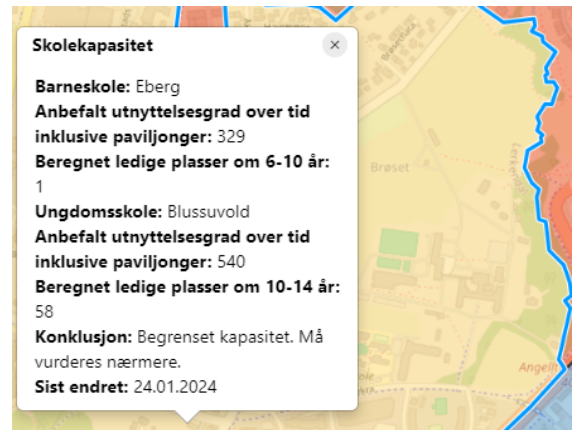 Skolekapasitet
Barneskole: Eberg
Anbefalt utnyttelsesgrad over tid
inklusive paviljonger: 329
Beregnet ledige plasser om 6-10 år:
1
Ungdomsskole: Blussuvold
Anbefalt utnyttelsesgrad over tid
inklusive paviljonger: 540
Beregnet ledige plasser om 10-14 år:
58
Konklusjon: Begrenset kapasitet. Må
vurderes nærmere.
Sist endret: 24.01.2024
Brøset
Angellt